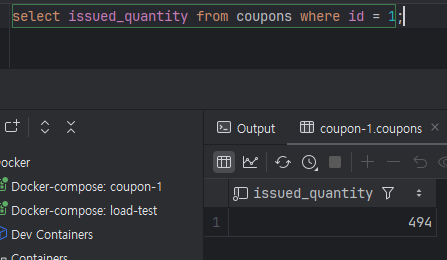 select issued_quantity from coupons where id = 1;
Output
coupon-1.coupons
ocker
Docker-compose: coupon-1
Docker-compose: load-test
Dev Containers
Containers
issued_quantity
1 494